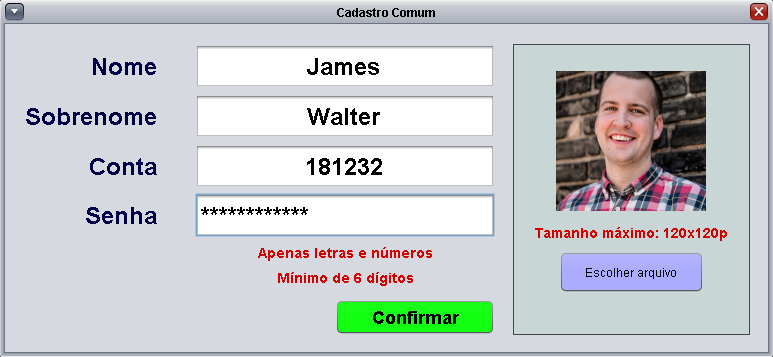 Cadastro Comum
Nome
James
Sobrenome
Walter
Conta
181232
Senha
************
Apenas letras e números
Mínimo de 6 dígitos
Confirmar
Tamanho máximo: 120x120p
Escolher arquivo